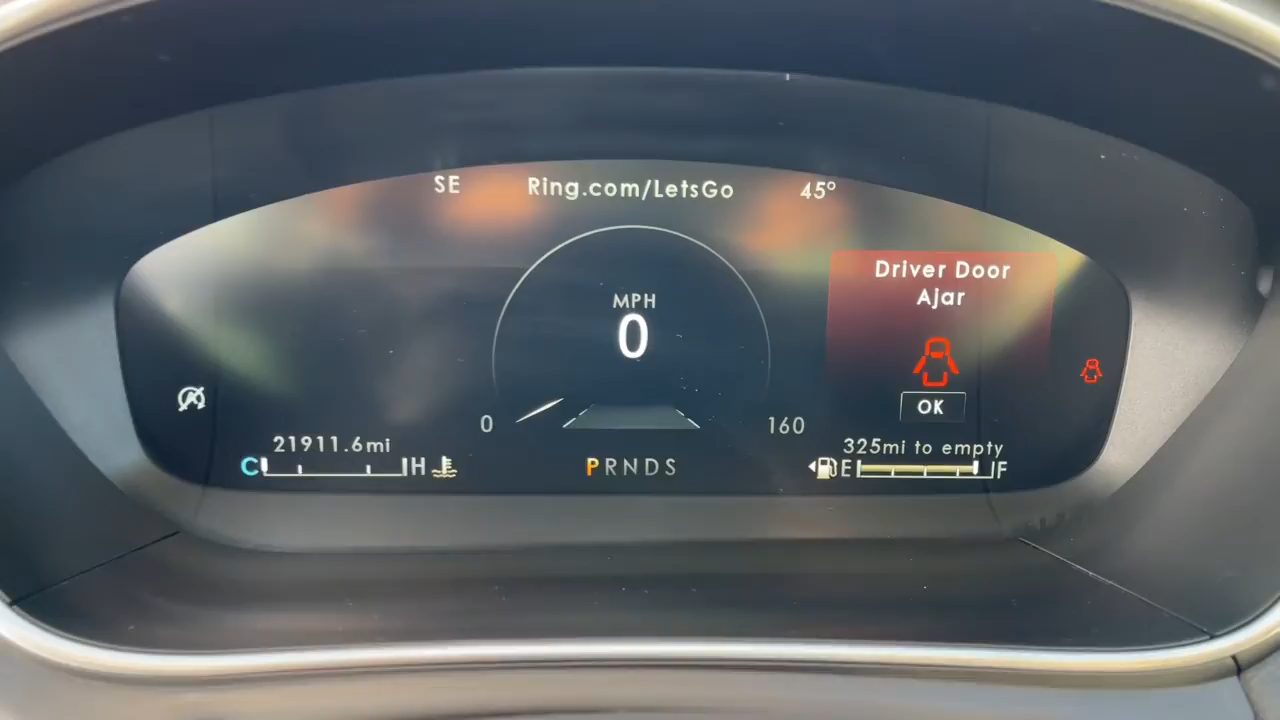 SE Ring.com/LetsGo 45°
Driver Door
Ajar
MPH
0
OK
0 160
21911.6mi 325mi to empty
C H PRNDS E F